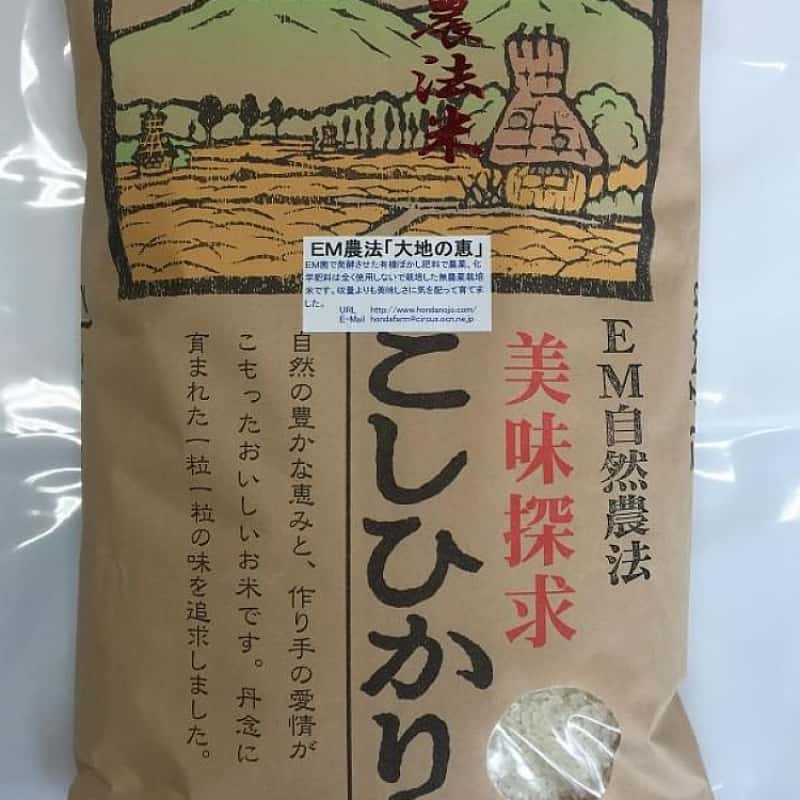 農法米
EM農法「大地の恵」
EM菌で発酵させた有機ぼかし肥料で農薬、化
学肥料は全く使用しないで栽培した無農薬栽培
米です。収量よりも美味しさに気を配って育てま
した。
URL http://www.hondanojo.com/
E-Mail hondafarm@circus.ocn.ne.jp
EM自然農法
美味探求
こしひかり
自然の豊かな恵みと、作り手の愛情が
こもったおいしいお米です。丹念に
育まれた一粒一粒の味を追求しました。